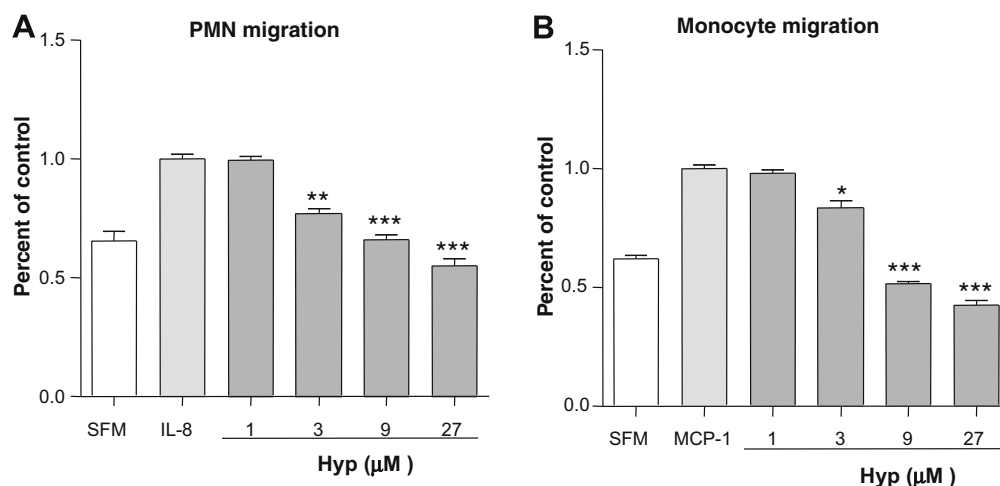 A
PMN migration
1.5
1.0
0.5
0.0
Percent of control
**
***
***
SFM IL-8 1 3 9 27
Hyp (μM )
B
Monocyte migration
1.5
1.0
0.5
0.0
Percent of control
*
***
***
SFM MCP-1 1 3 9 27
Hyp (μM )